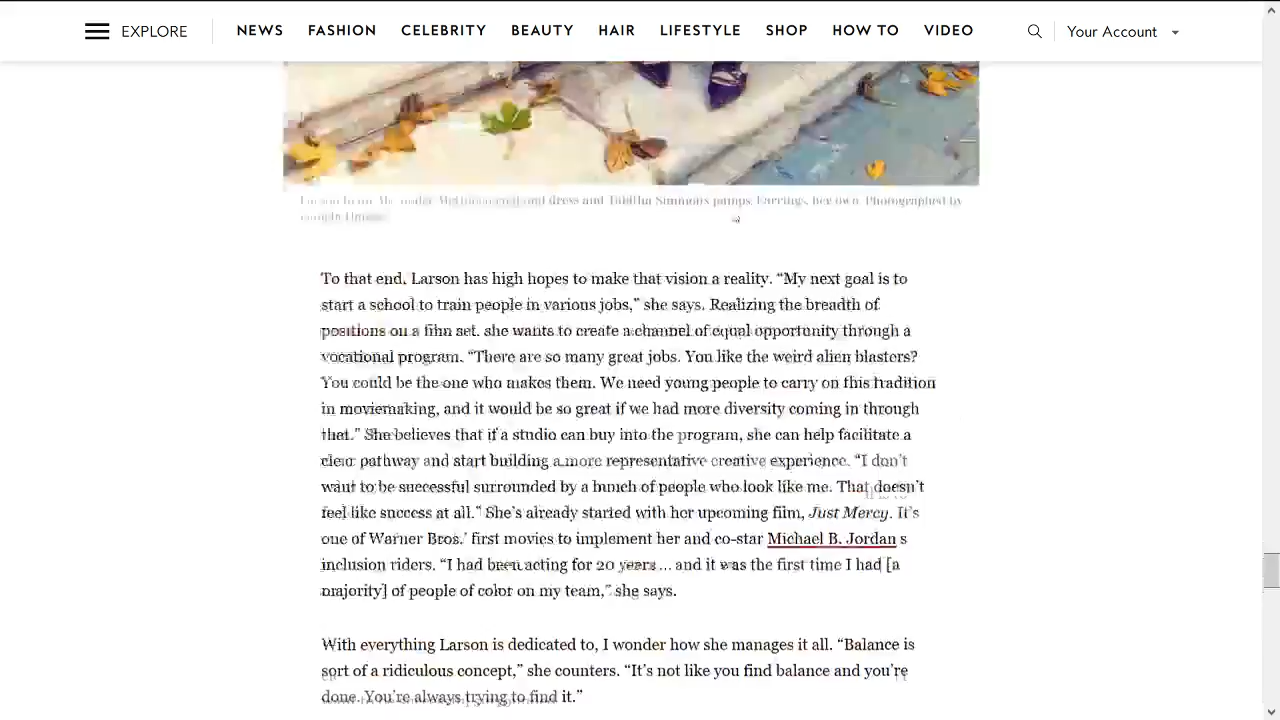 EXPLORE NEWS FASHION CELEBRITY BEAUTY HAIR LIFESTYLE SHOP HOW TO VIDEO Your Account
dress and Tabitha Simmons pumps. Earrings, her own. Photographed by
To that end, Larson has high hopes to make that vision a reality. “My next goal is to
start a school to train people in various jobs,” she says. Realizing the breadth of
positions on a film set, she wants to create a channel of equal opportunity through a
vocational program. “There are so many great jobs. You like the weird alien blasters?
You could be the one who makes them. We need young people to carry on this tradition
in moviemaking, and it would be so great if we had more diversity coming in through
that.” She believes that if a studio can buy into the program, she can help facilitate a
clear pathway and start building a more representative creative experience. “I don’t
want to be successful surrounded by a bunch of people who look like me. That doesn’t
feel like success at all.” She’s already started with her upcoming film, Just Mercy. It’s
one of Warner Bros.’ first movies to implement her and co-star Michael B. Jordan s
inclusion riders. “I had been acting for 20 years … and it was the first time I had [a
majority] of people of color on my team,” she says.
With everything Larson is dedicated to, I wonder how she manages it all. “Balance is
sort of a ridiculous concept,” she counters. “It’s not like you find balance and you’re
done. You’re always trying to find it.”